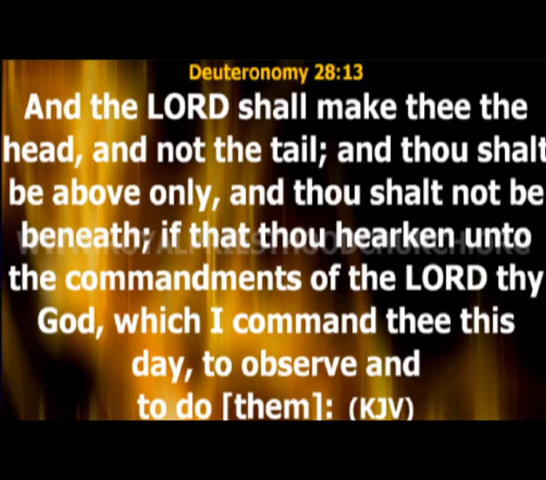 Deuteronomy 28:13
And the LORD shall make thee the
head, and not the tail; and thou shalt
be above only, and thou shalt not be
beneath; if that thou hearken unto
the commandments of the LORD thy
God, which I command thee this
day, to observe and
to do [them]: (KJV)